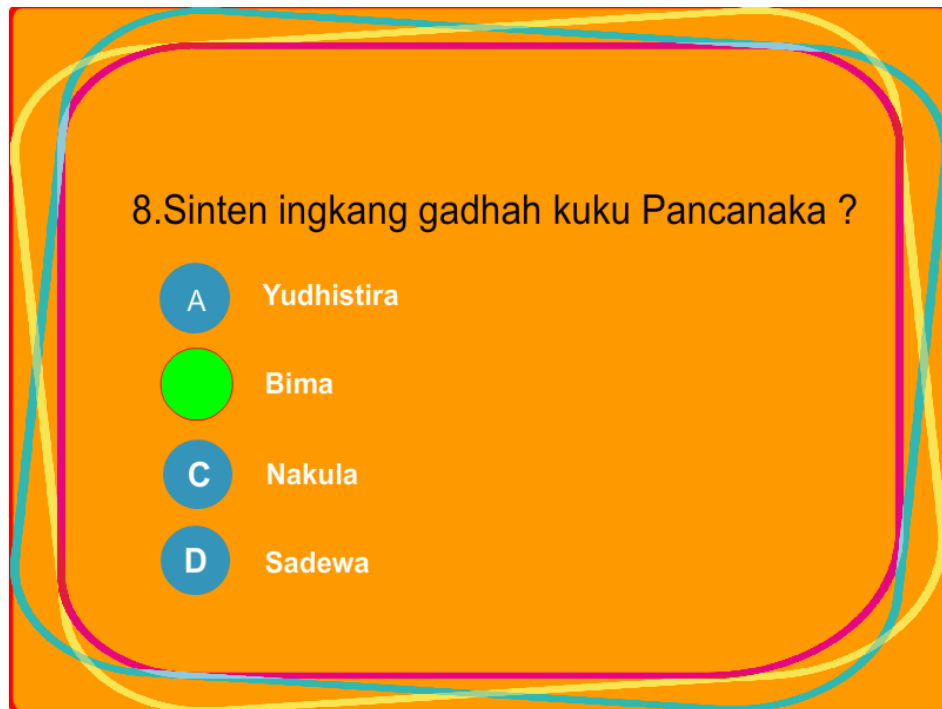 8.Sinten ingkang gadhah kuku Pancanaka ?
A Yudhistira
Bima
C Nakula
D Sadewa